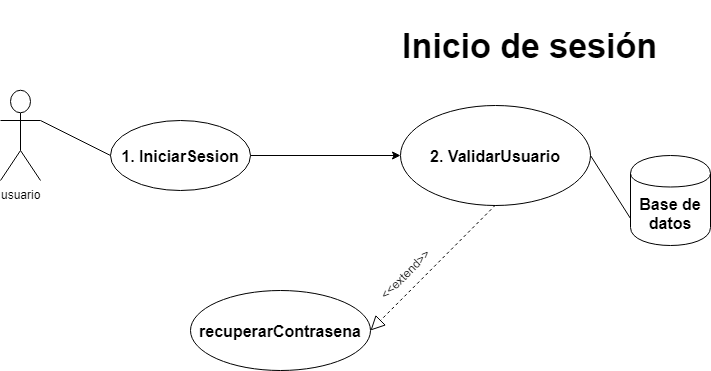 Inicio de sesión
1. IniciarSesion
2. ValidarUsuario
usuario
Base de
datos
<<extend>>
recuperarContrasena